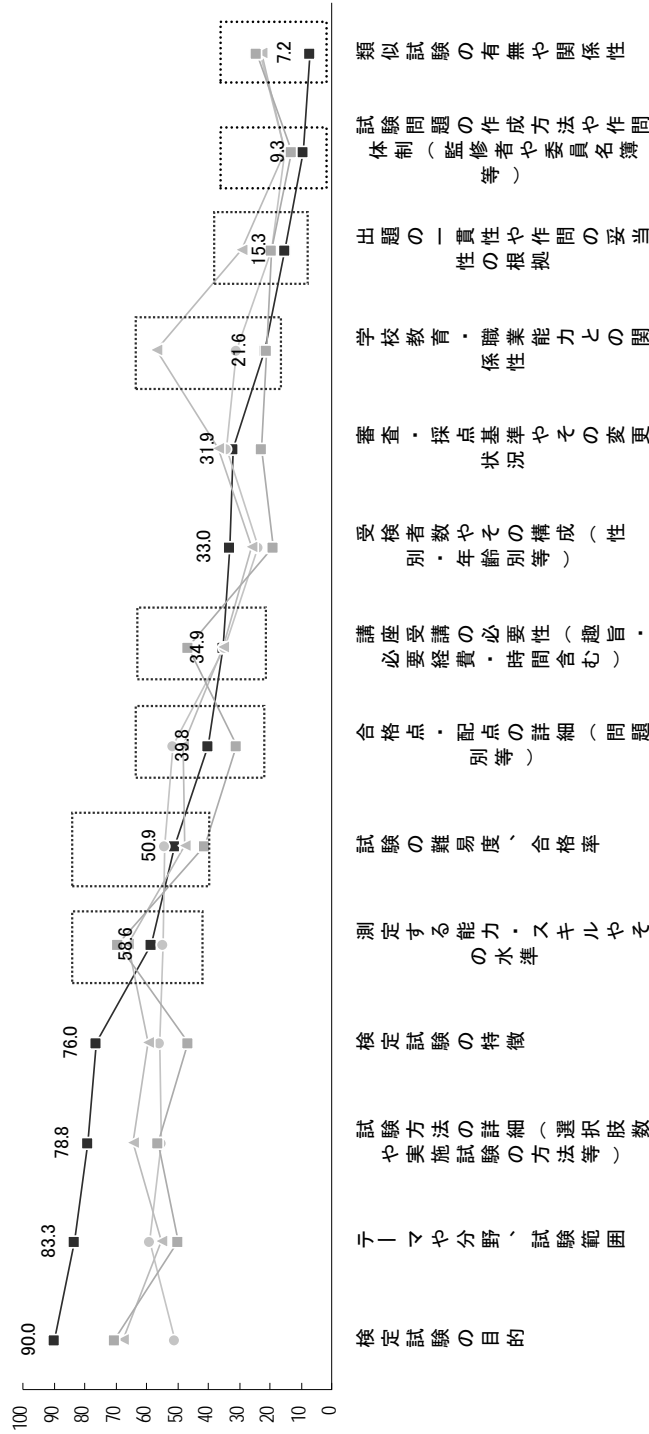 100
90
80
70
60
50
40
30
20
10
0
90.0
83.3
78.8
76.0
58.6
50.9
39.8
34.9
33.0
31.9
21.6
15.3
9.3
7.2
検定試験の目的
テーマや分野、試験範囲
試験方法の詳細（選択肢数
や実施試験の方法等）
検定試験の特徴
測定する能力・スキルやそ
の水準
試験の難易度、合格率
合格点・配点の詳細（問題
別等）
講座受講の必要性（趣旨・
必要経費・時間含む）
受検者数やその構成（性
別・年齢別等）
審査・採点基準やその変更
状況
学校教育・職業能力との関
係性
出題の一貫性や作問の妥当
性の根拠
試験問題の作成方法や作問
体制（監修者や委員名簿
等）
類似試験の有無や関係性